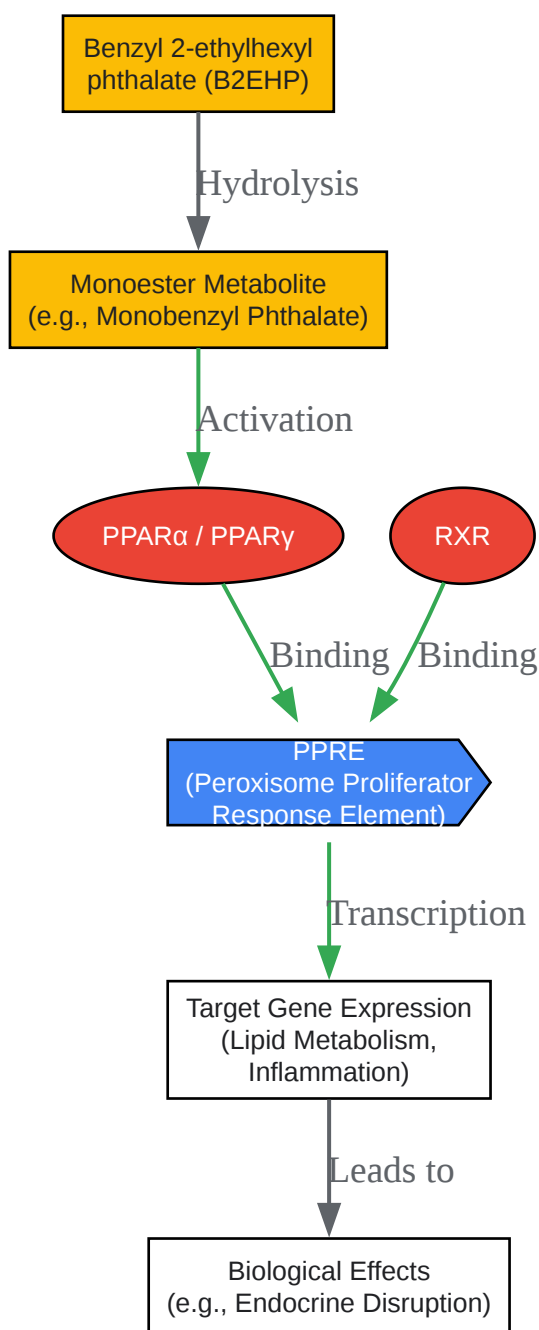 Benzyl 2-ethylhexyl
phthalate (B2EHP)
Hydrolysis
Monoester Metabolite
(e.g., Monobenzyl Phthalate)
Activation
PPARα / PPARγ
RXR
Binding
Binding
PPRE
(Peroxisome Proliferator
Response Element)
Transcription
Target Gene Expression
(Lipid Metabolism,
Inflammation)
Leads to
Biological Effects
(e.g., Endocrine Disruption)